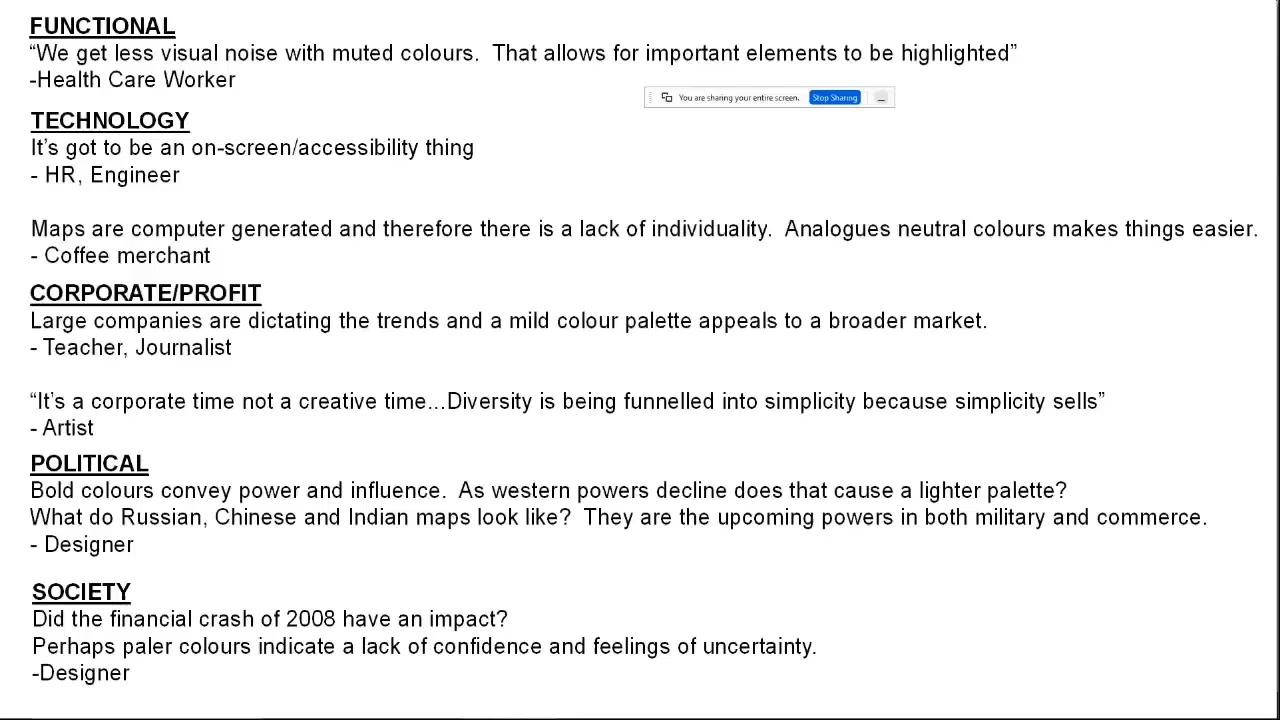 FUNCTIONAL
“We get less visual noise with muted colours.  That allows for important elements to be highlighted”
-Health Care Worker
You are sharing your entire screen. Stop Sharing
TECHNOLOGY
It’s got to be an on-screen/accessibility thing
- HR, Engineer
Maps are computer generated and therefore there is a lack of individuality.  Analogues neutral colours makes things easier.
- Coffee merchant
CORPORATE/PROFIT
Large companies are dictating the trends and a mild colour palette appeals to a broader market.
- Teacher, Journalist
“It’s a corporate time not a creative time...Diversity is being funnelled into simplicity because simplicity sells”
- Artist
POLITICAL
Bold colours convey power and influence.  As western powers decline does that cause a lighter palette?
What do Russian, Chinese and Indian maps look like?  They are the upcoming powers in both military and commerce.
- Designer
SOCIETY
Did the financial crash of 2008 have an impact?
Perhaps paler colours indicate a lack of confidence and feelings of uncertainty.
-Designer